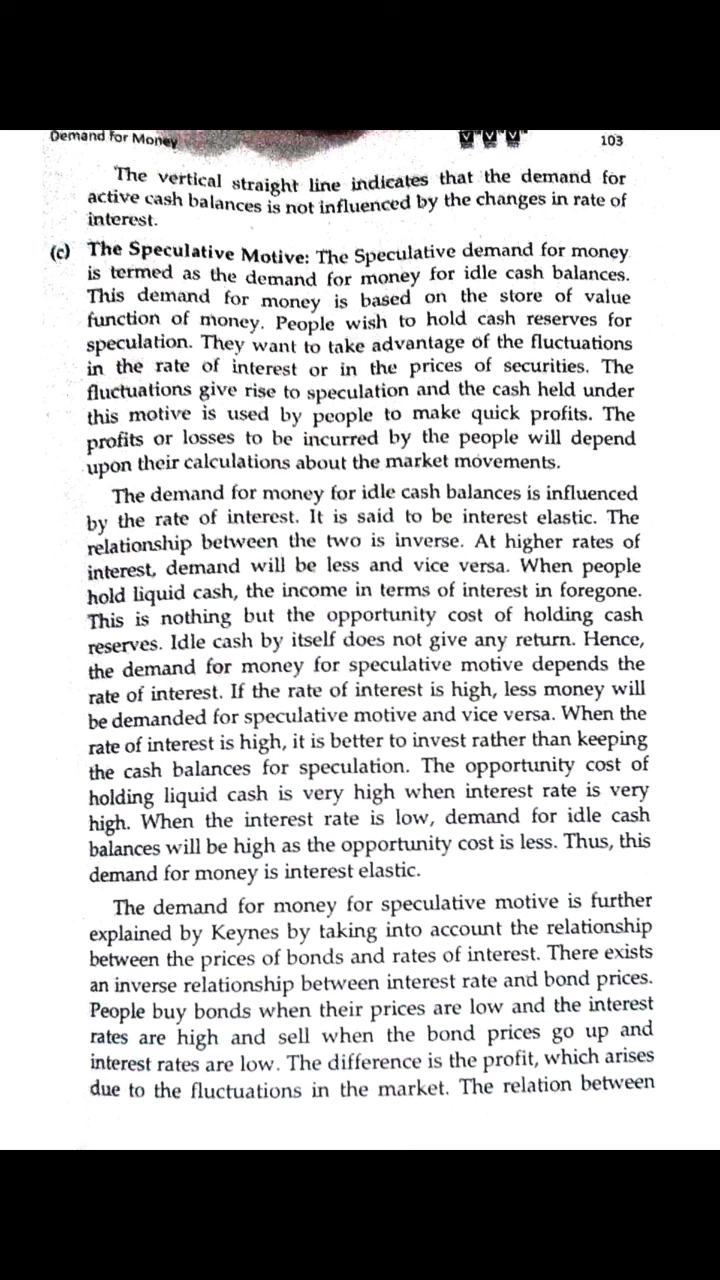 Demand for Money
103
The vertical straight line indicates that the demand for
active cash balances is not influenced by the changes in rate of
interest.
(c) The Speculative Motive: The Speculative demand for money
is termed as the demand for money for idle cash balances.
This demand for money is based on the store of value
function of money. People wish to hold cash reserves for
speculation. They want to take advantage of the fluctuations
in the rate of interest or in the prices of securities. The
fluctuations give rise to speculation and the cash held under
this motive is used by people to make quick profits. The
profits or losses to be incurred by the people will depend
upon their calculations about the market movements.
The demand for money for idle cash balances is influenced
by the rate of interest. It is said to be interest elastic. The
relationship between the two is inverse. At higher rates of
interest, demand will be less and vice versa. When people
hold liquid cash, the income in terms of interest in foregone.
This is nothing but the opportunity cost of holding cash
reserves. Idle cash by itself does not give any return. Hence,
the demand for money for speculative motive depends the
rate of interest. If the rate of interest is high, less money will
be demanded for speculative motive and vice versa. When the
rate of interest is high, it is better to invest rather than keeping
the cash balances for speculation. The opportunity cost of
holding liquid cash is very high when interest rate is very
high. When the interest rate is low, demand for idle cash
balances will be high as the opportunity cost is less. Thus, this
demand for money is interest elastic.
The demand for money for speculative motive is further
explained by Keynes by taking into account the relationship
between the prices of bonds and rates of interest. There exists
an inverse relationship between interest rate and bond prices.
People buy bonds when their prices are low and the interest
rates are high and sell when the bond prices go up and
interest rates are low. The difference is the profit, which arises
due to the fluctuations in the market. The relation between